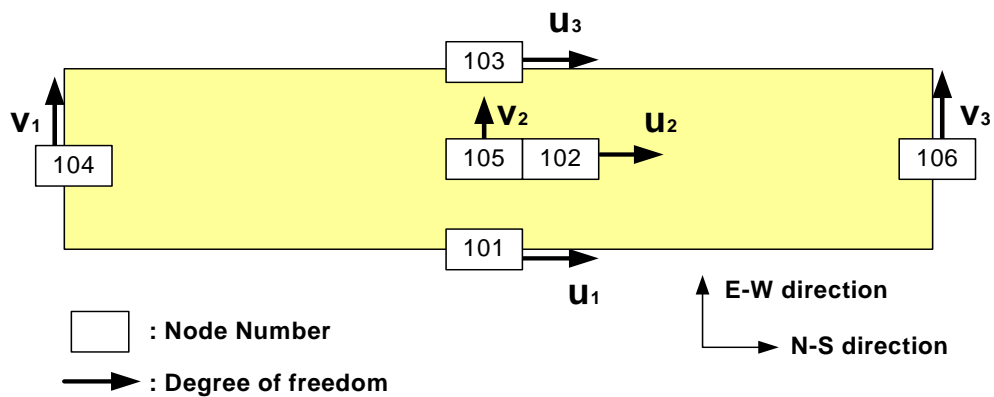 u3
103
v1
v2
u2
v3
104
105
102
106
101
u1
E-W direction
N-S direction
: Node Number
: Degree of freedom